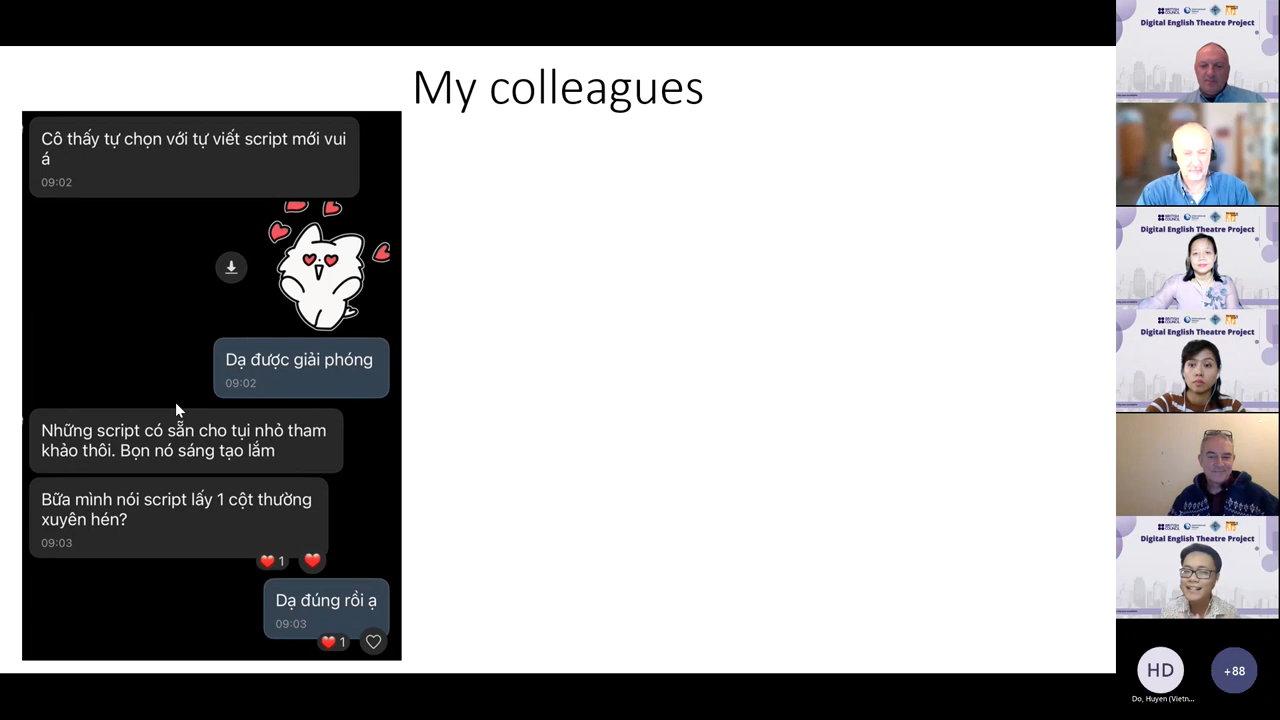 My colleagues
Cô thấy tự chọn với tự viết script mới vui
á
09:02
Dạ được giải phóng
09:02
Những script có sẵn cho tụi nhỏ tham
khảo thôi. Bọn nó sáng tạo lắm
Bữa mình nói script lấy 1 cột thường
xuyên hén?
09:03
1
Dạ đúng rồi ạ
09:03
1
Digital English Theatre Project
Digital English Theatre Project
Digital English Theatre Project
Digital English Theatre Project
HD
+88
Do, Huyen (Vietn...